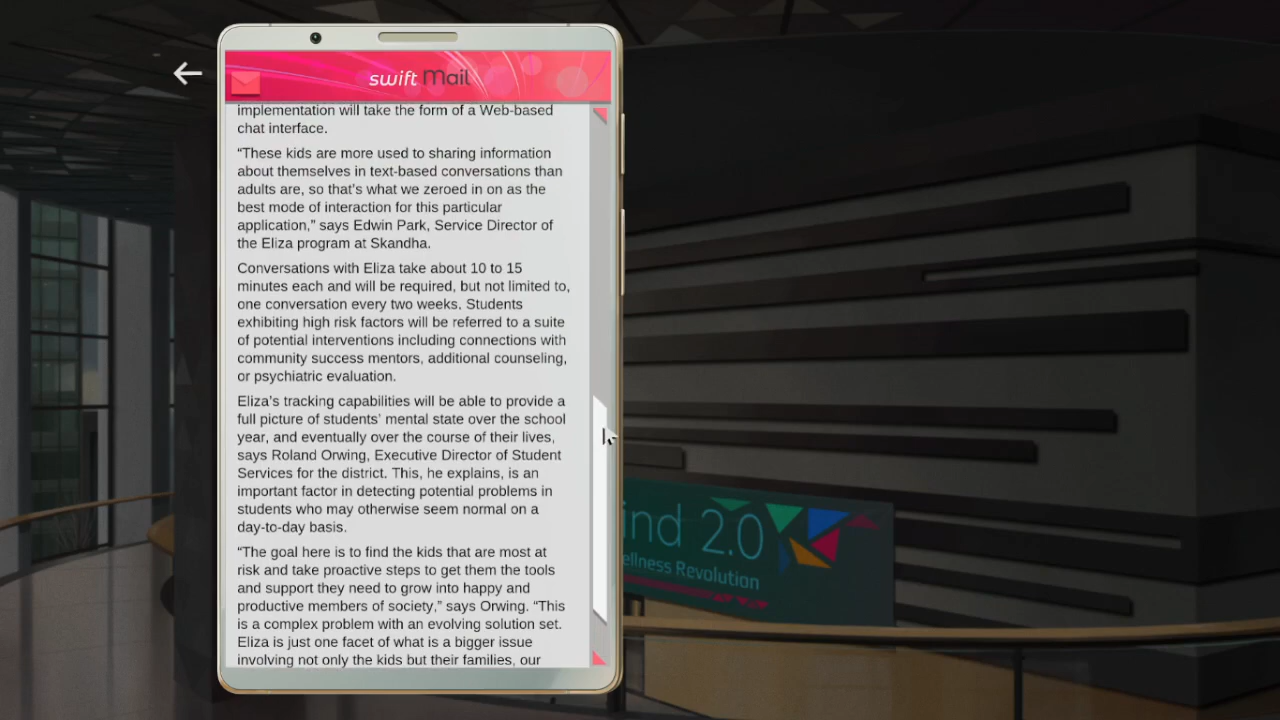 swift Mail
implementation will take the form of a Web-based
chat interface.
“These kids are more used to sharing information
about themselves in text-based conversations than
adults are, so that’s what we zeroed in on as the
best mode of interaction for this particular
application,” says Edwin Park, Service Director of
the Eliza program at Skandha.
Conversations with Eliza take about 10 to 15
minutes each and will be required, but not limited to,
one conversation every two weeks. Students
exhibiting high risk factors will be referred to a suite
of potential interventions including connections with
community success mentors, additional counseling,
or psychiatric evaluation.
Eliza’s tracking capabilities will be able to provide a
full picture of students’ mental state over the school
year, and eventually over the course of their lives,
says Roland Orwing, Executive Director of Student
Services for the district. This, he explains, is an
important factor in detecting potential problems in
students who may otherwise seem normal on a
day-to-day basis.
“The goal here is to find the kids that are most at
risk and take proactive steps to get them the tools
and support they need to grow into happy and
productive members of society,” says Orwing. “This
is a complex problem with an evolving solution set.
Eliza is just one facet of what is a bigger issue
involving not only the kids but their families, our
ind 2.0
ellness Revolution